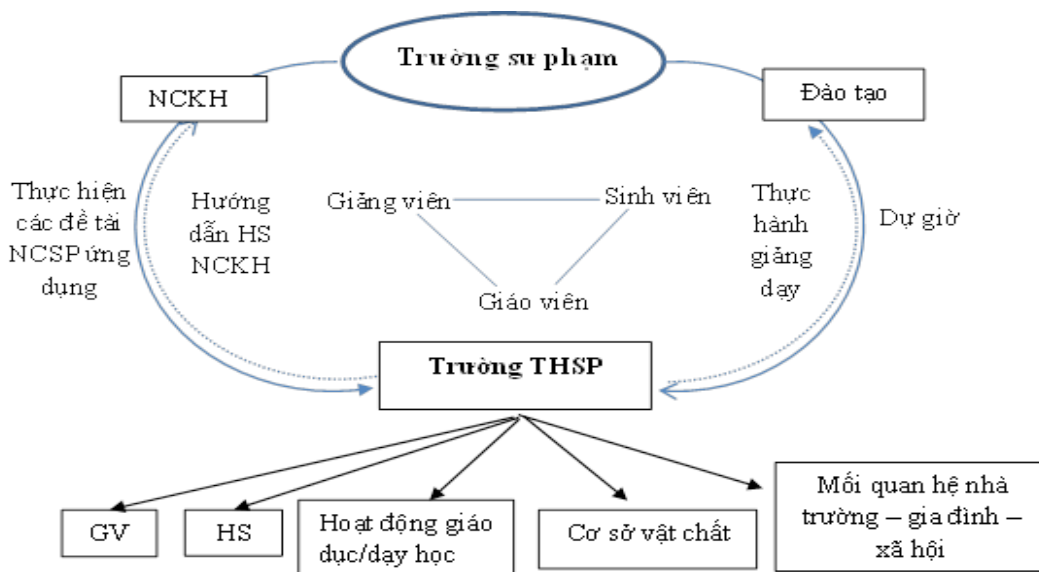 Trường sư phạm
NCKH
Đào tạo
Thực hiện
các đề tài
NCSP ứng
dụng
Hướng
dẫn HS
NCKH
Giảng viên
Sinh viên
Giáo viên
Thực
hành
giảng
dạy
Dự giờ
Trường THSP
GV
HS
Hoạt động giáo
dục/dạy học
Cơ sở vật chất
Mối quan hệ nhà
trường – gia đình –
xã hội